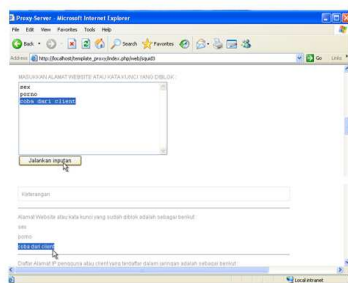 Proxy Server - Microsoft Internet Explorer
File Edit View Favorites Tools Help
Back Search Favorites
Address http://localhost/template_proxy/index.php/web/squid3 Go Links
MASUKKAN ALAMAT WEBSITE ATAU KATA KUNCI YANG DIBLOK :
sex
porno
coba dari client
Jalankan inputan
Keterangan
Alamat Website atau kata kunci yang sudah diblok adalah sebagai berikut :
sex
porno
coba dari client
Daftar Alamat IP pengguna atau client yang terdaftar dalam jaringan adalah sebagai berikut :
Local intranet